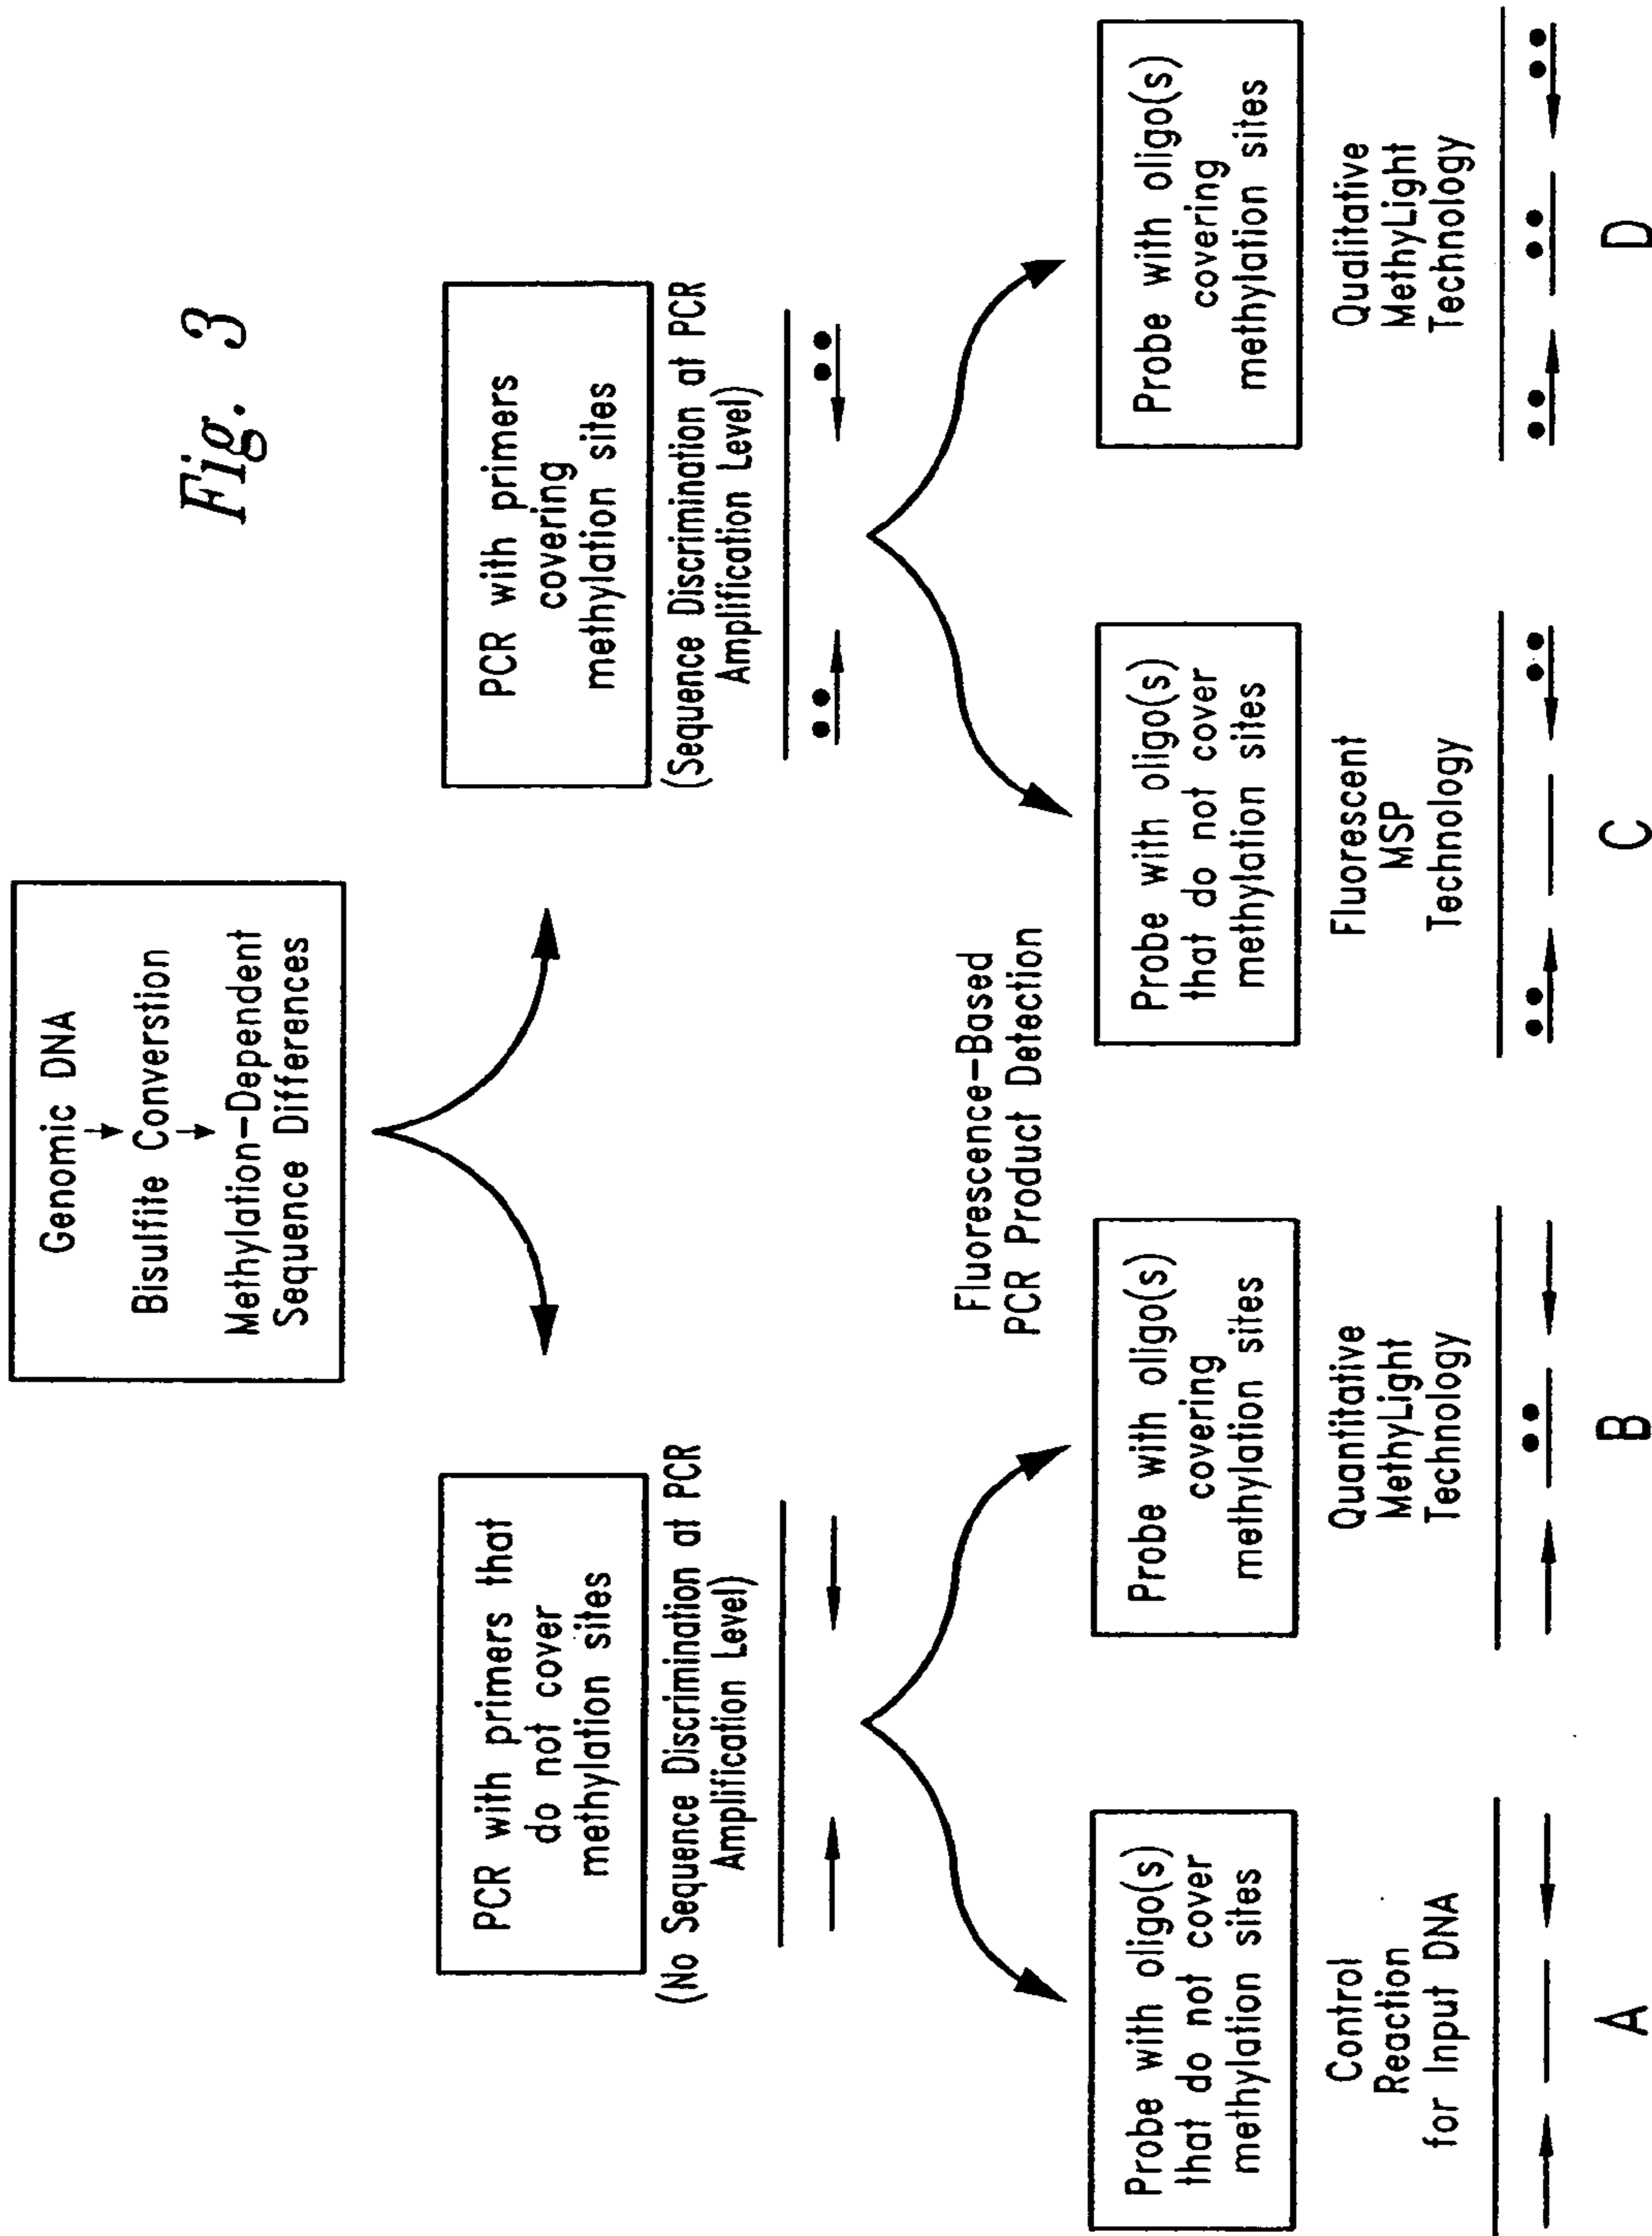 Fig. 3
Genomic DNA
Bisulfite Converstion
Methylation-Dependent
Sequence Differences
PCR with primers that
do not cover
methylation sites
(No Sequence Discrimination at PCR
Amplification Level)
PCR with primers
covering
methylation sites
(Sequence Discrimination at PCR
Amplification Level)
Fluorescence-Based
PCR Product Detection
Probe with oligo(s)
that do not cover
methylation sites
Control
Reaction
for Input DNA
A
Probe with oligo(s)
covering
methylation sites
Quantitative
MethyLight
Technology
B
Probe with oligo(s)
that do not cover
methylation sites
Fluorescent
MSP
Technology
C
Probe with oligo(s)
covering
methylation sites
Qualitative
MethyLight
Technology
D